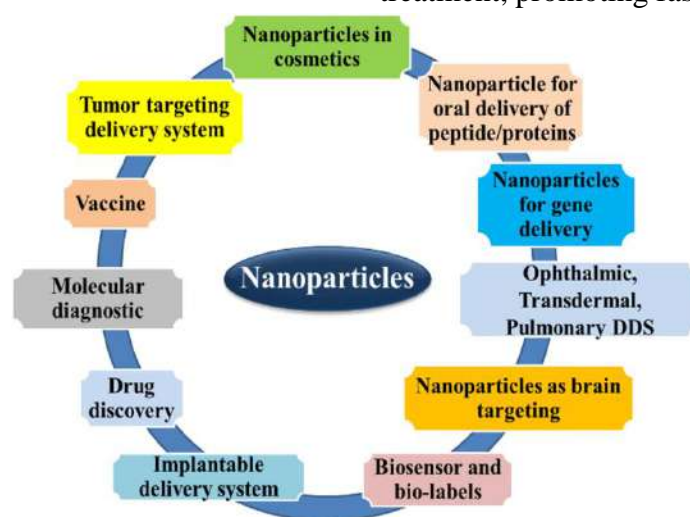 treatment, promoting
Nanoparticles in
cosmetics
Nanoparticle for
oral delivery of
peptide/proteins
Nanoparticles
for gene
delivery
Ophthalmic,
Transdermal,
Pulmonary DDS
Nanoparticles as brain
targeting
Biosensor and
bio-labels
Implantable
delivery system
Drug
discovery
Molecular
diagnostic
Vaccine
Tumor targeting
delivery system
Nanoparticles